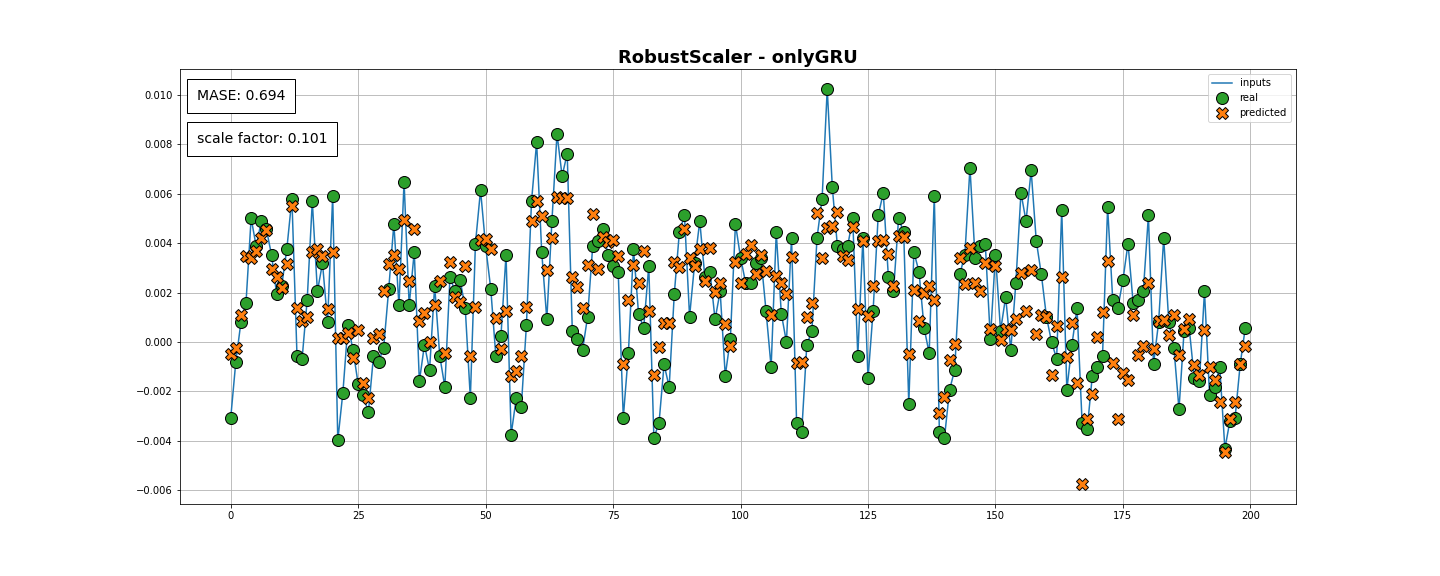 RobustScaler - onlyGRU
MASE: 0.694
scale factor: 0.101
inputs
real
predicted
0.010
0.008
0.006
0.004
0.002
0.000
−0.002
−0.004
−0.006
0 25 50 75 100 125 150 175 200